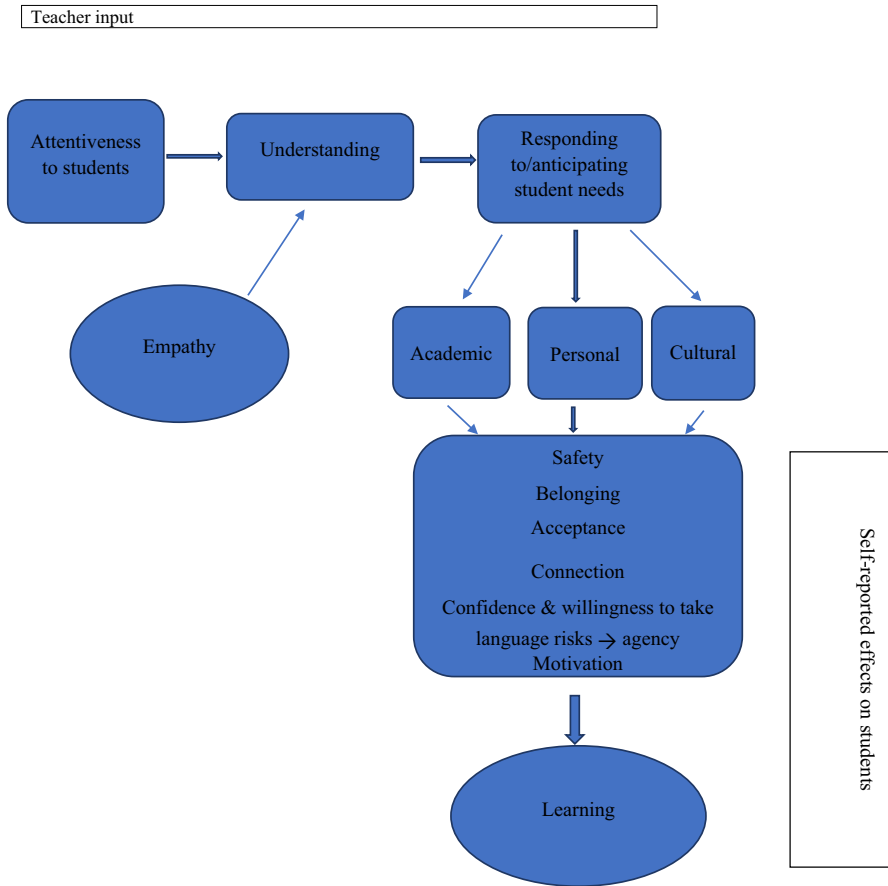 Teacher input
Attentiveness
to students
Understanding
Responding
to/anticipating
student needs
Empathy
Academic
Personal
Cultural
Safety
Belonging
Acceptance
Connection
Confidence & willingness to take
language risks → agency
Motivation
Learning
Self-reported effects on students